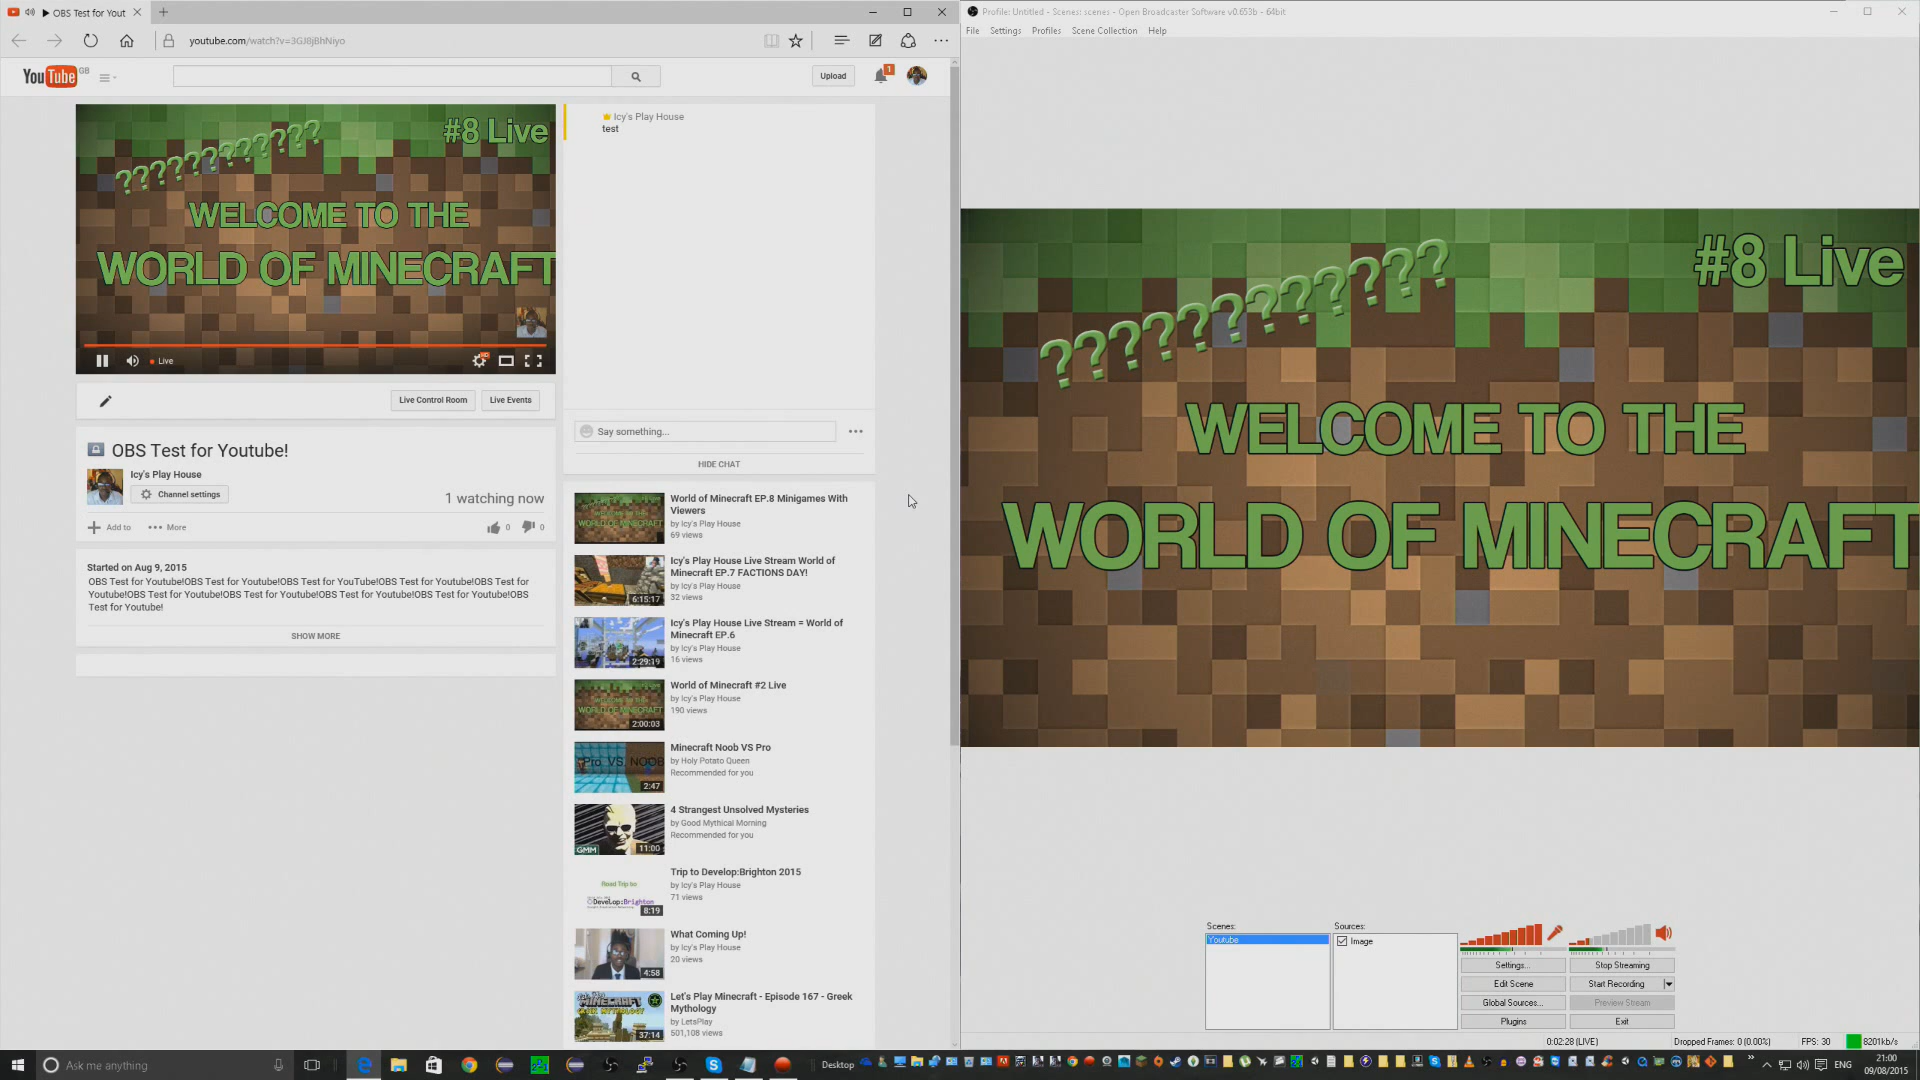 OBS Test for Yout
youtube.com/watch?v=3GJ8jBhNiyo
YouTube GB
Upload
1
???????????
#8 Live
WELCOME TO THE
WORLD OF MINECRAFT
Live
Icy's Play House
test
Live Control Room
Live Events
Say something...
HIDE CHAT
OBS Test for Youtube!
Icy's Play House
Channel settings
1 watching now
Add to
More
0
0
Started on Aug 9, 2015
OBS Test for Youtube!OBS Test for Youtube!OBS Test for YouTube!OBS Test for Youtube!OBS Test for
Youtube!OBS Test for Youtube!OBS Test for Youtube!OBS Test for Youtube!OBS Test for Youtube!OBS
Test for Youtube!
SHOW MORE
World of Minecraft EP.8 Minigames With
Viewers
by Icy's Play House
69 views
Icy's Play House Live Stream World of
Minecraft EP.7 FACTIONS DAY!
by Icy's Play House
32 views
6:15:17
Icy's Play House Live Stream = World of
Minecraft EP.6
by Icy's Play House
16 views
2:29:19
World of Minecraft #2 Live
by Icy's Play House
190 views
2:00:03
Minecraft Noob VS Pro
by Holy Potato Queen
Recommended for you
Pro VS. NOOB
2:47
4 Strangest Unsolved Mysteries
by Good Mythical Morning
Recommended for you
GMM
11:00
Trip to Develop:Brighton 2015
by Icy's Play House
71 views
Road Trip to
Develop:Brighton
8:19
What Coming Up!
by Icy's Play House
20 views
4:58
Let's Play Minecraft - Episode 167 - Greek
Mythology
by LetsPlay
501,108 views
MINECRAFT
37:14
Profile: Untitled - Scenes: scenes - Open Broadcaster Software v0.653b - 64bit
File Settings Profiles Scene Collection Help
???????????
#8 Live
WELCOME TO THE
WORLD OF MINECRAFT
Scenes:
Youtube
Sources:
Image
Settings...
Stop Streaming
Edit Scene
Start Recording
Global Sources...
Preview Stream
Plugins
Exit
0:02:28 (LIVE)
Dropped Frames: 0 (0.00%)
FPS: 30
8201kb/s
Ask me anything
Desktop
ENG
21:00
09/08/2015